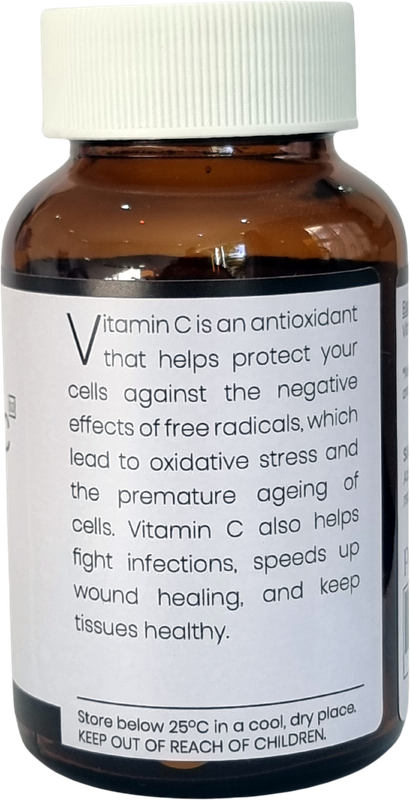 Vitamin C is an antioxidant
that helps protect your
cells against the negative
effects of free radicals, which
lead to oxidative stress and
the premature ageing of
cells. Vitamin C also helps
fight infections, speeds up
wound healing, and keep
tissues healthy.
Store below 25ºC in a cool, dry place.
KEEP OUT OF REACH OF CHILDREN.